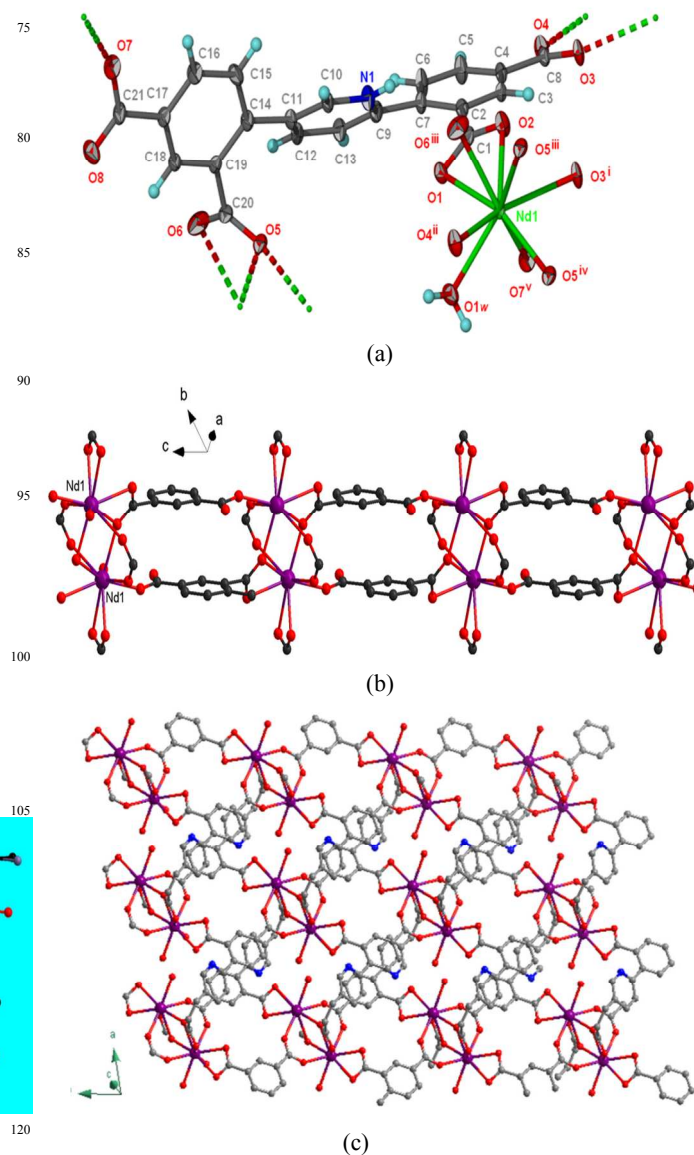 75
O7
C16
C15
C21
C17
C14
C11
C10
N1
C6
C5
C4
O4
C8
O3
80
C18
C19
C12
C13
C9
C7
C2
C3
O8
C20
O6
O5
O6iii
C1
O2
O5iii
O1
O3i
Nd1
85
O4ii
O7v
O5iv
O1w
(a)
90
b
a
c
95
Nd1
Nd1
100
(b)
105
a
c
120
(c)